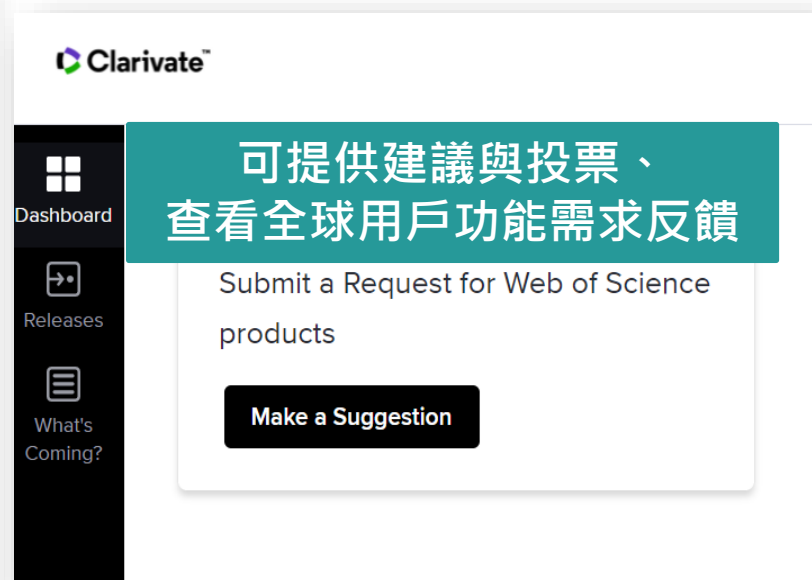 Clarivate™
可提供建議與投票、
查看全球用戶功能需求反饋
Dashboard
Releases
What's
Coming?
Submit a Request for Web of Science
products
Make a Suggestion